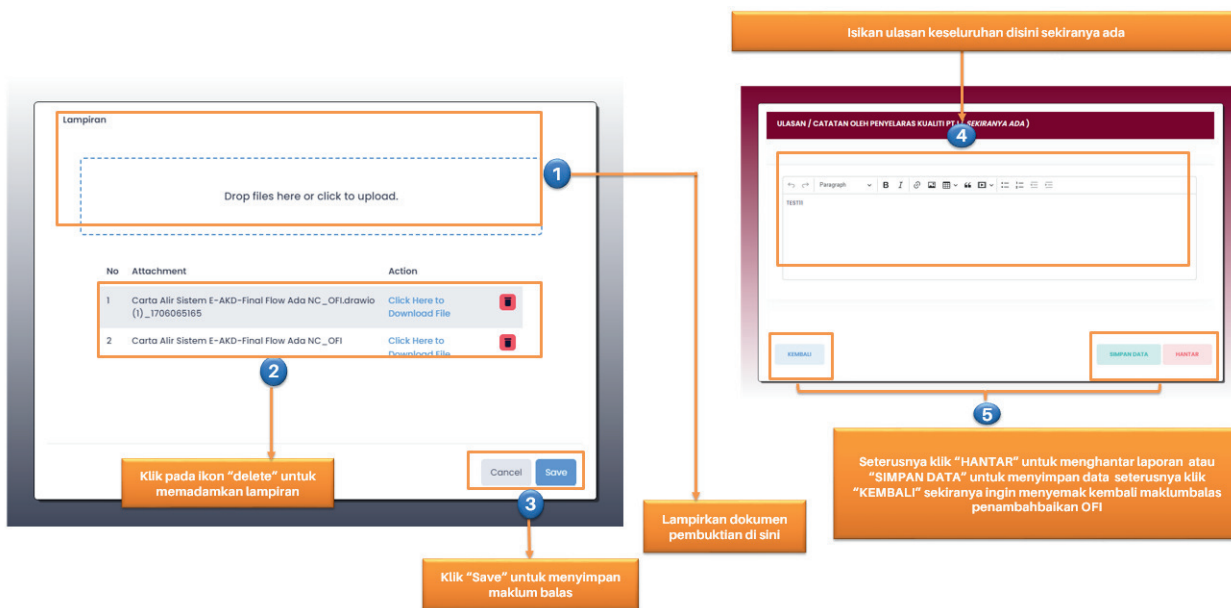 Isikan ulasan keseluruhan disini sekiranya ada
Lampiran
Drop files here or click to upload.
1
No Attachment Action
1 Carta Alir Sistem E-AKD-Final Flow Ada NC_OFI.drawio Click Here to
(1)_1706065165 Download File
2 Carta Alir Sistem E-AKD-Final Flow Ada NC_OFI Click Here to
Download File
2
Klik pada ikon "delete" untuk
memadamkan lampiran
Cancel Save
3
Klik "Save" untuk menyimpan
maklum balas
Lampirkan dokumen
pembuktian di sini
ULASAN / CATATAN OLEH PENYELARAS KUALITI PTJ SEKIRANYA ADA )
4
Paragraph B I
KEMBALI SIMPAN DATA HANTAR
5
Seterusnya klik "HANTAR" untuk menghantar laporan atau
"SIMPAN DATA" untuk menyimpan data seterusnya klik
"KEMBALI" sekiranya ingin menyemak kembali maklumbalas
penambahbaikan OFI